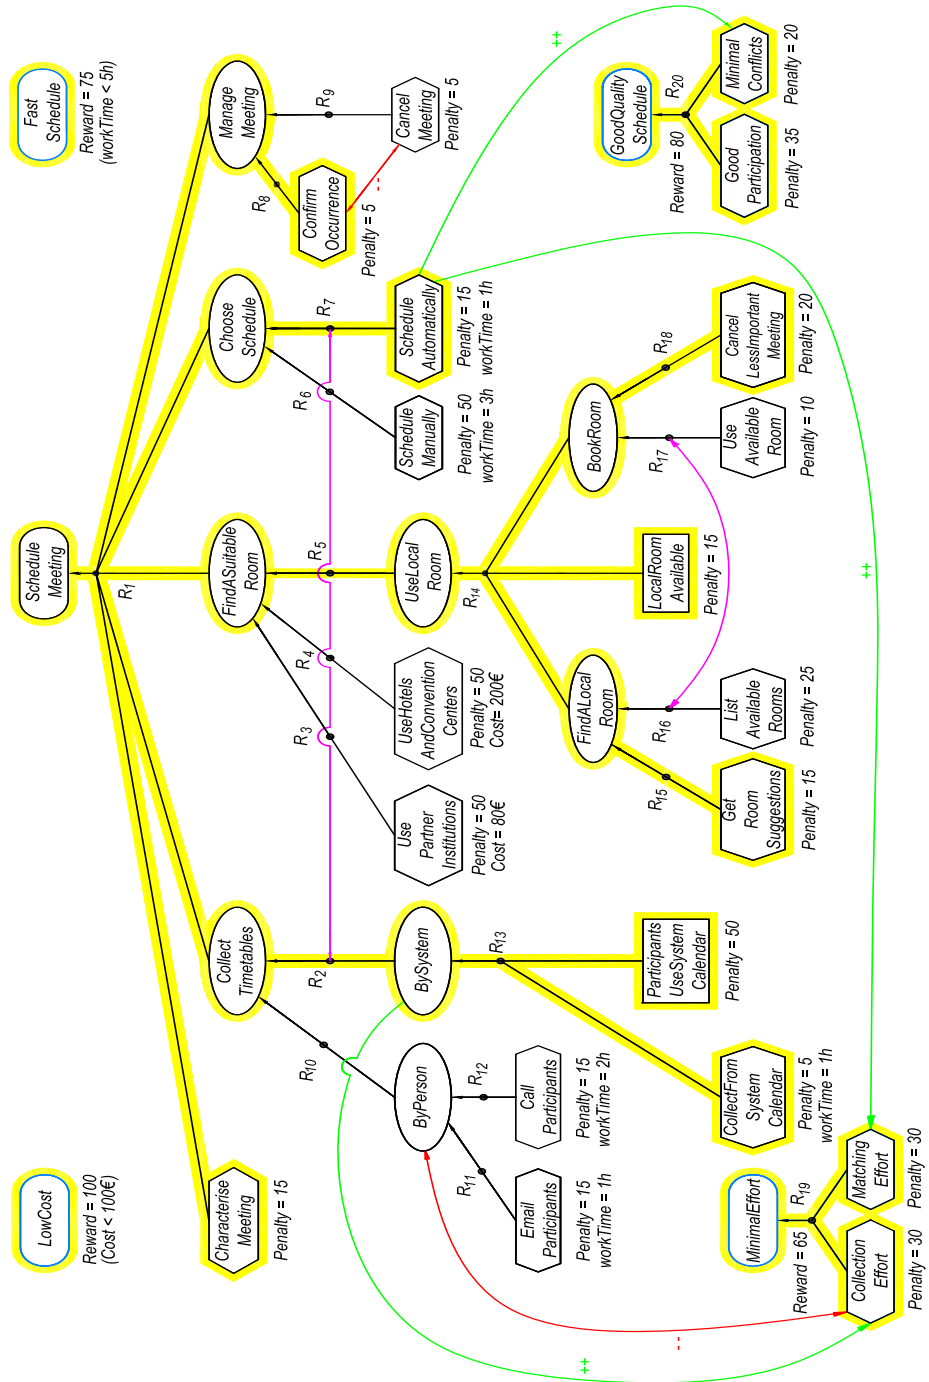 LowCost
Reward = 100
(Cost < 100€)
Schedule
Meeting
Fast
Schedule
Reward = 75
(workTime < 5h)
R1
Characterise
Meeting
Penalty = 15
Collect
Timetables
FindASuitable
Room
Choose
Schedule
Manage
Meeting
R10
R2
R3
R4
R5
R6
R7
R8
R9
ByPerson
BySystem
Use
Partner
Institutions
Penalty = 50
Cost = 80€
UseHotels
AndConvention
Centers
Penalty = 50
Cost= 200€
UseLocal
Room
Schedule
Manually
Penalty = 50
workTime = 3h
Schedule
Automatically
Penalty = 15
workTime = 1h
Confirm
Occurrence
Penalty = 5
--
Cancel
Meeting
Penalty = 5
R11
R12
R13
R14
Email
Participants
Penalty = 15
workTime = 1h
Call
Participants
Penalty = 15
workTime = 2h
++
FindALocal
Room
LocalRoom
Available
Penalty = 15
BookRoom
Participants
UseSystem
Calendar
Penalty = 50
R15
R16
R17
R18
CollectFrom
System
Calendar
Penalty = 5
workTime = 1h
Get
Room
Suggestions
Penalty = 15
List
Available
Rooms
Penalty = 25
Use
Available
Room
Penalty = 10
Cancel
LessImportant
Meeting
Penalty = 20
GoodQuality
Schedule
Reward = 80
R20
Good
Participation
Penalty = 35
Mininal
Conflicts
Penalty = 20
++
--
MinimalEffort
Reward = 65
R19
Collection
Effort
Penalty = 30
Matching
Effort
Penalty = 30
++